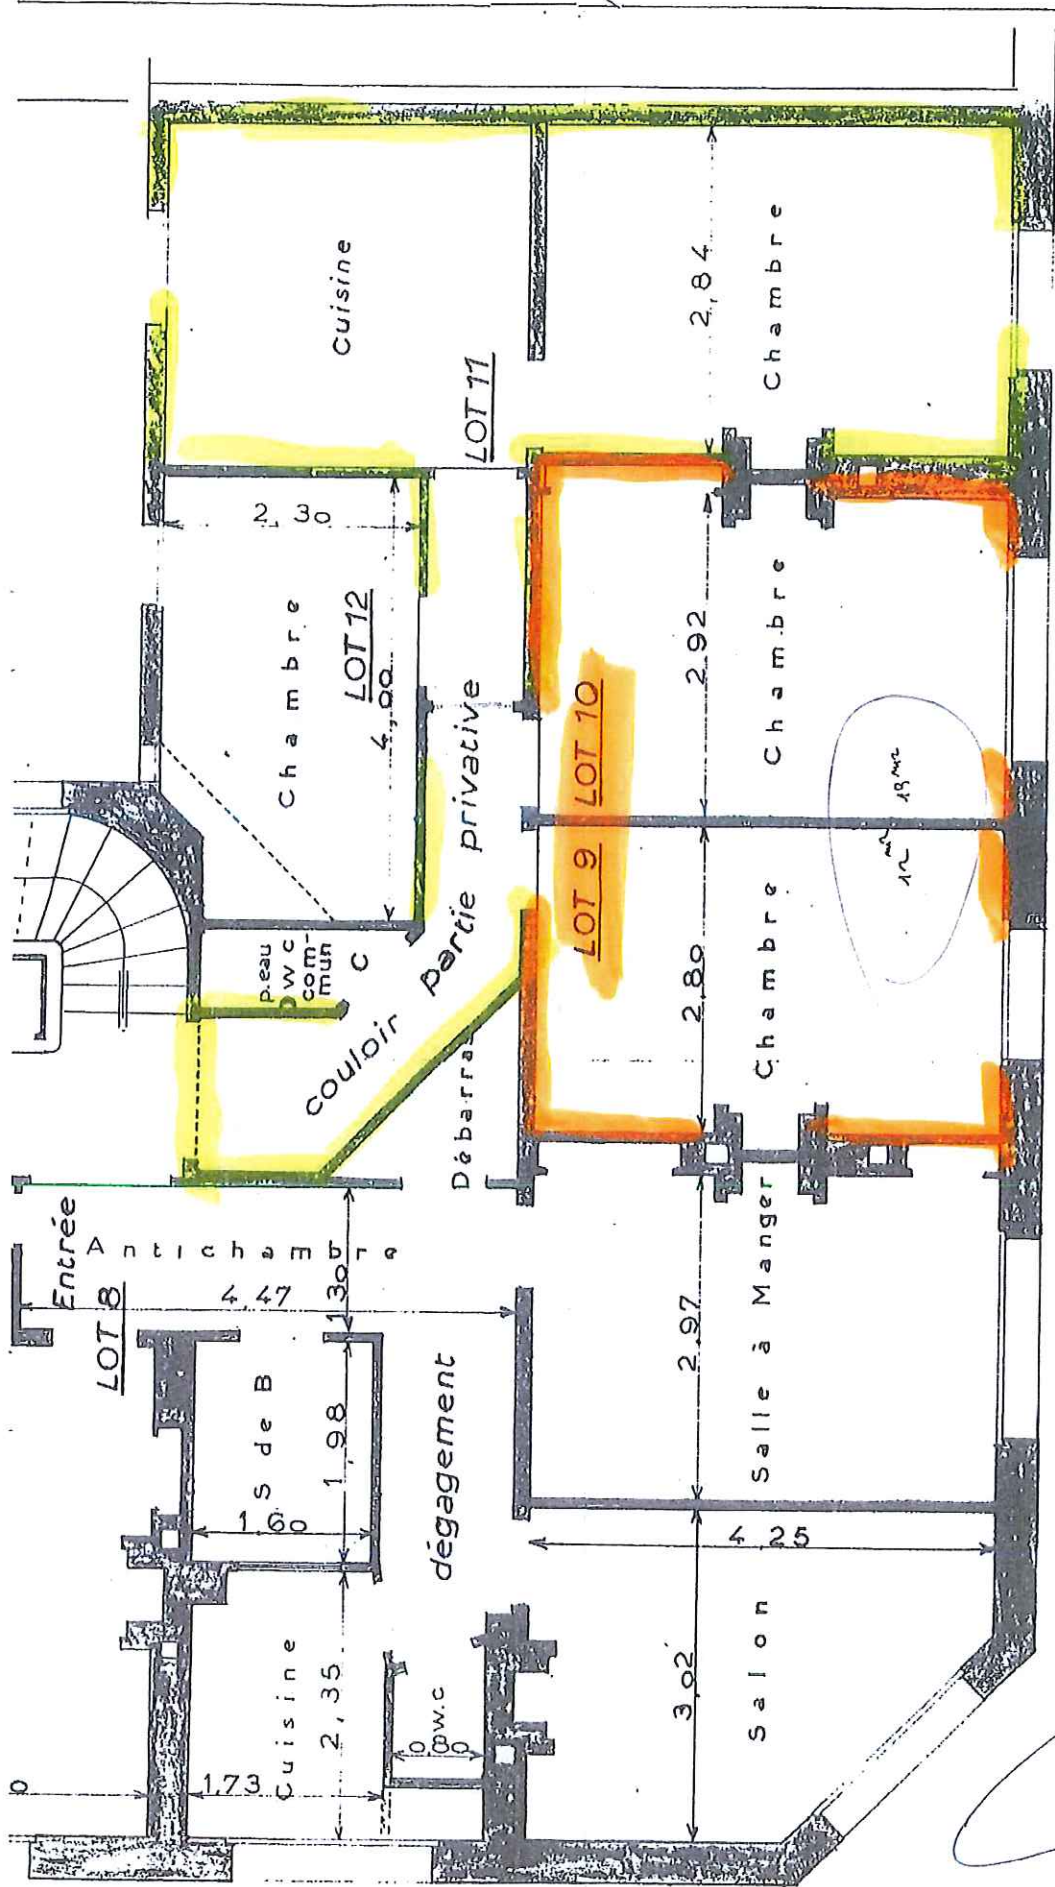 cuisine
LOT 11
2,84
Chambre
2,30
Chambre
LOT 12
4,00
2,92
Chambre
LOT 9 LOT 10
12 m²
couloir partie privative
p.eau
wc
com-
mun
C
Débarras
2,80
Chambre
Entrée
LOT 8
Antichambre
4,47
1,30
S de B
1,98
1,60
dégagement
2,97
Salle à Manger
Cuisine
2,35
1,73
w.c
0,80
3,02
4,25
Salon
0